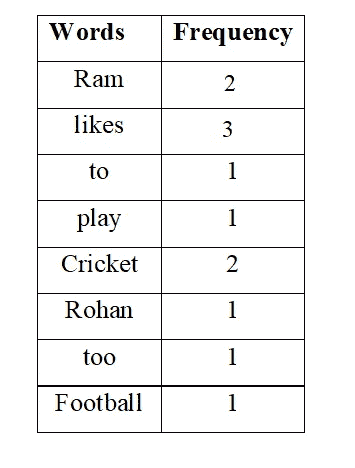 Words Frequency
Ram 2
likes 3
to 1
play 1
Cricket 2
Rohan 1
too 1
Football 1